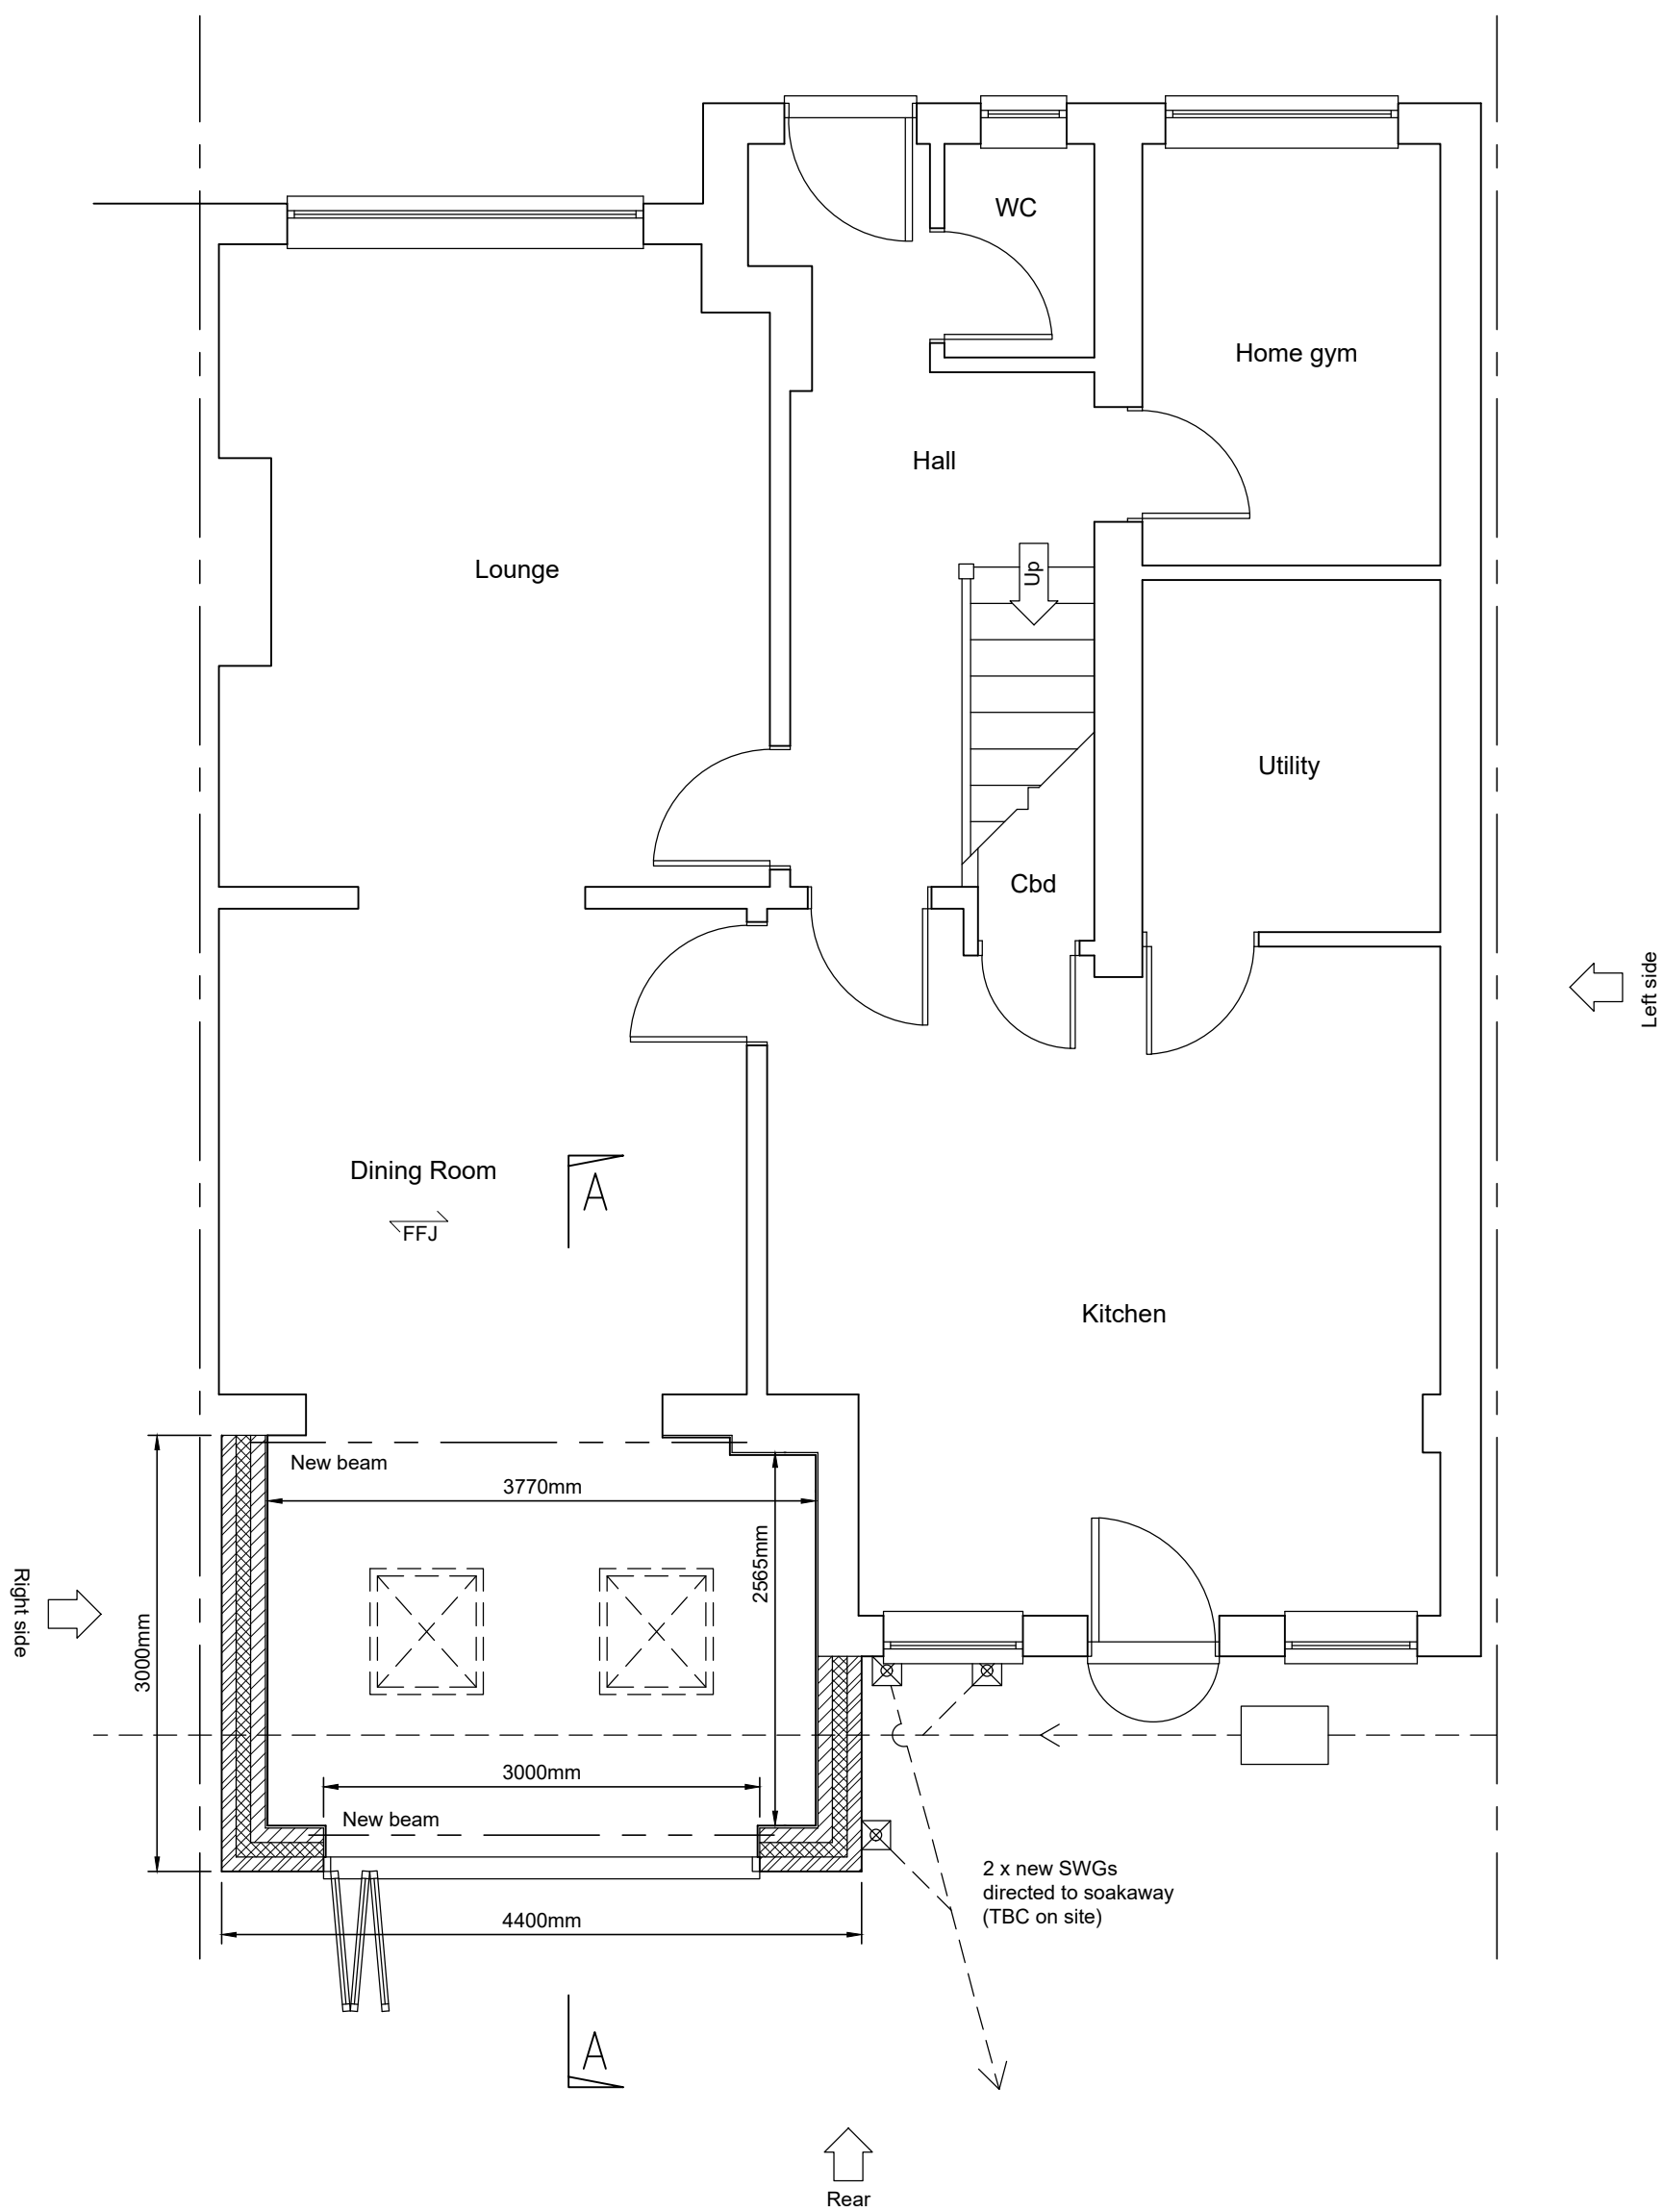 WC
Home gym
Hall
Lounge
Up
Utility
Cbd
Left side
Dining Room
A
FFJ
Kitchen
New beam
3770mm
2565mm
Right side
3000mm
3000mm
New beam
2 x new SWGs
directed to soakaway
(TBC on site)
4400mm
A
Rear